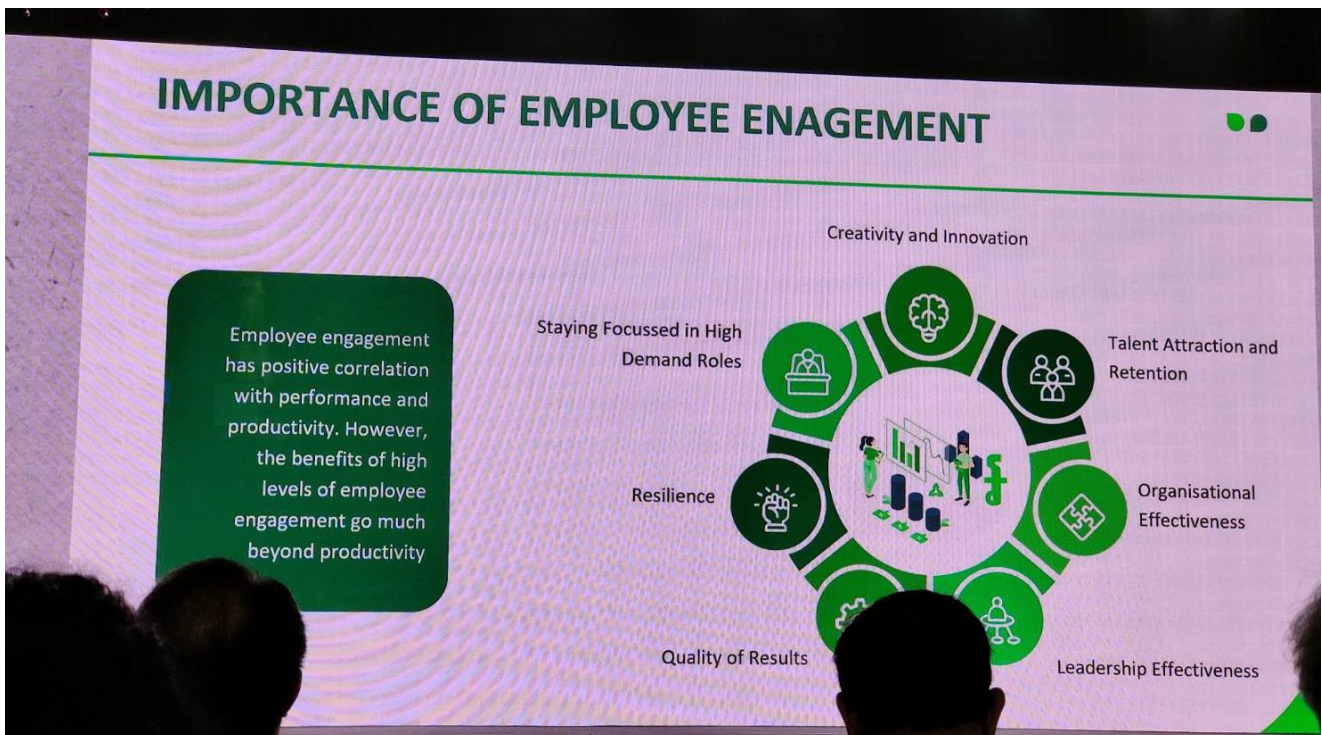 IMPORTANCE OF EMPLOYEE ENAGEMENT
Employee engagement
has positive correlation
with performance and
productivity. However,
the benefits of high
levels of employee
engagement go much
beyond productivity
Creativity and Innovation
Talent Attraction and
Retention
Organisational
Effectiveness
Leadership Effectiveness
Quality of Results
Resilience
Staying Focussed in High
Demand Roles